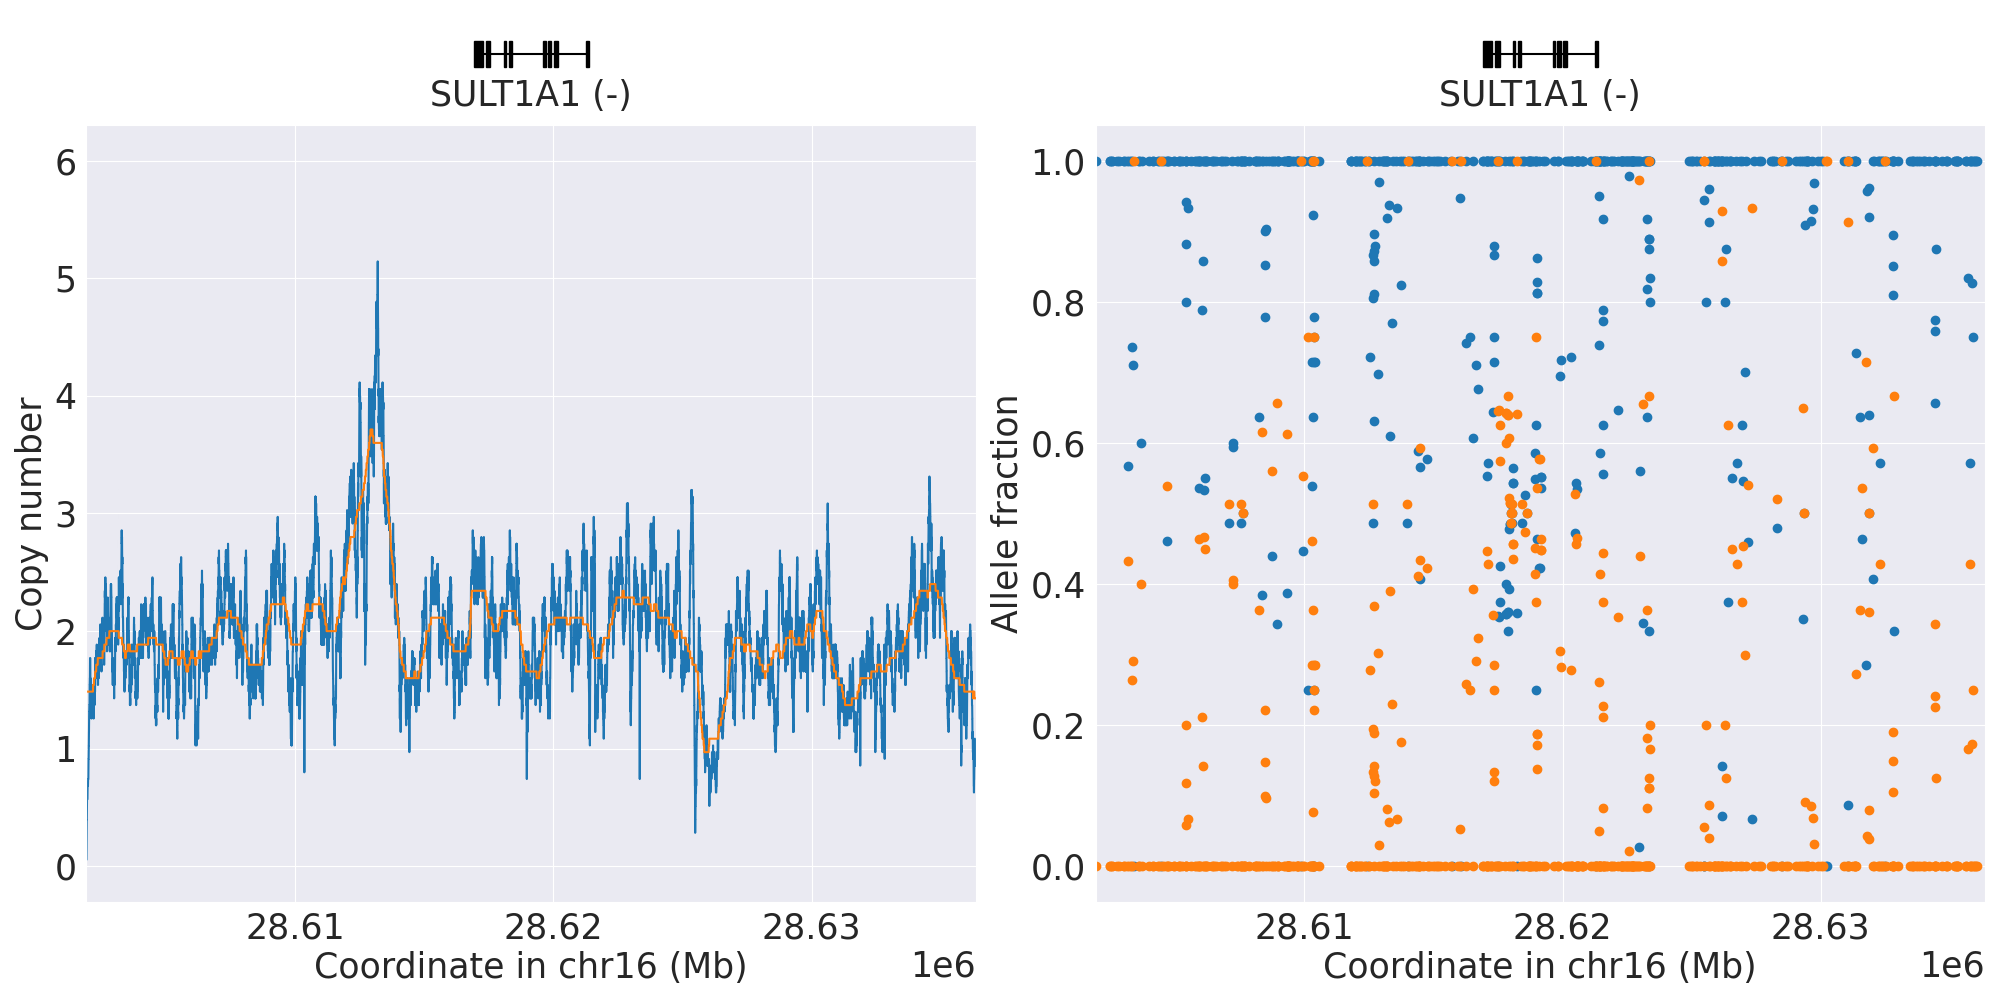 SULT1A1 (-)
6
5
4
3
2
1
0
Copy number
28.61
28.62
28.63
Coordinate in chr16 (Mb)
1e6
SULT1A1 (-)
1.0
0.8
0.6
0.4
0.2
0.0
Allele fraction
28.61
28.62
28.63
Coordinate in chr16 (Mb)
1e6